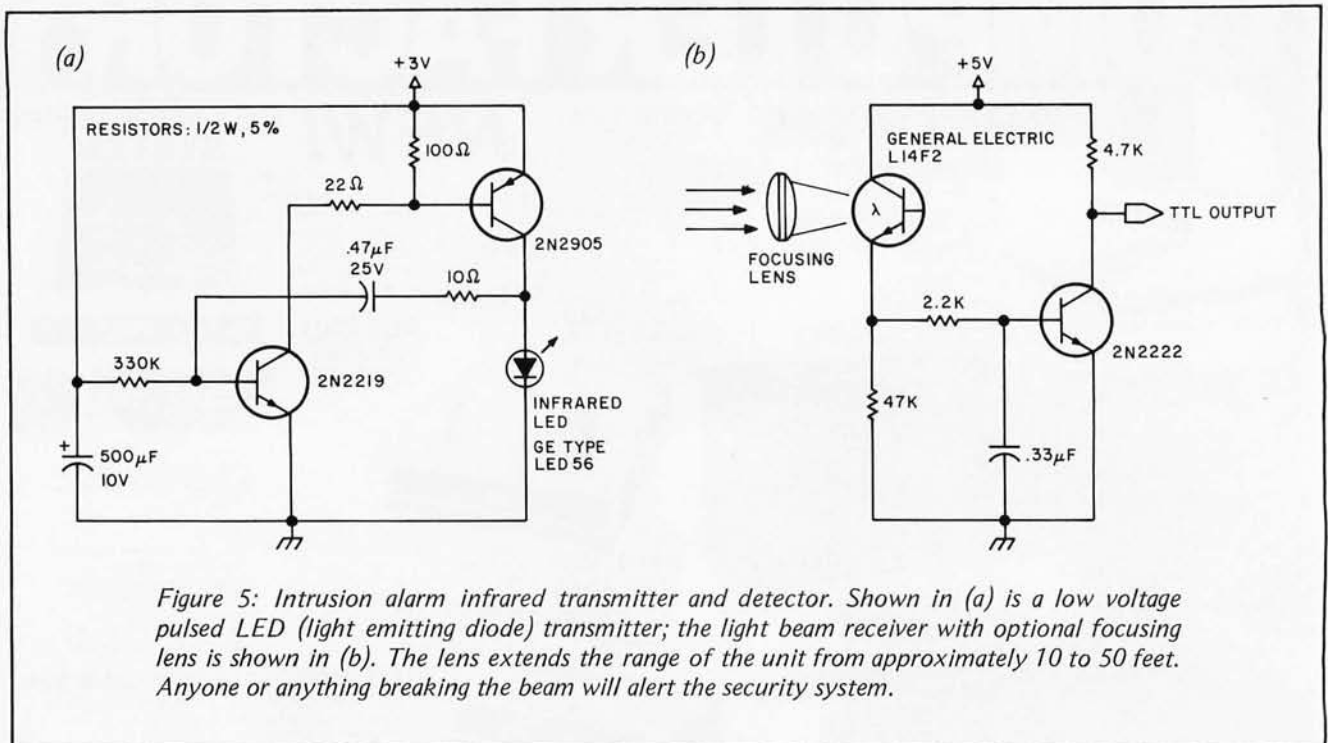 (a)
+3V
RESISTORS: 1/2 W, 5%
100Ω
22Ω
2N2905
.47μF
25V
10Ω
330K
2N2219
INFRARED
LED
GE TYPE
LED 56
+
500μF
10V
(b)
+5V
GENERAL ELECTRIC
L14F2
4.7K
λ
TTL OUTPUT
FOCUSING
LENS
2.2K
2N2222
47K
.33μF
Figure 5: Intrusion alarm infrared transmitter and detector. Shown in (a) is a low voltage
pulsed LED (light emitting diode) transmitter; the light beam receiver with optional focusing
lens is shown in (b). The lens extends the range of the unit from approximately 10 to 50 feet.
Anyone or anything breaking the beam will alert the security system.